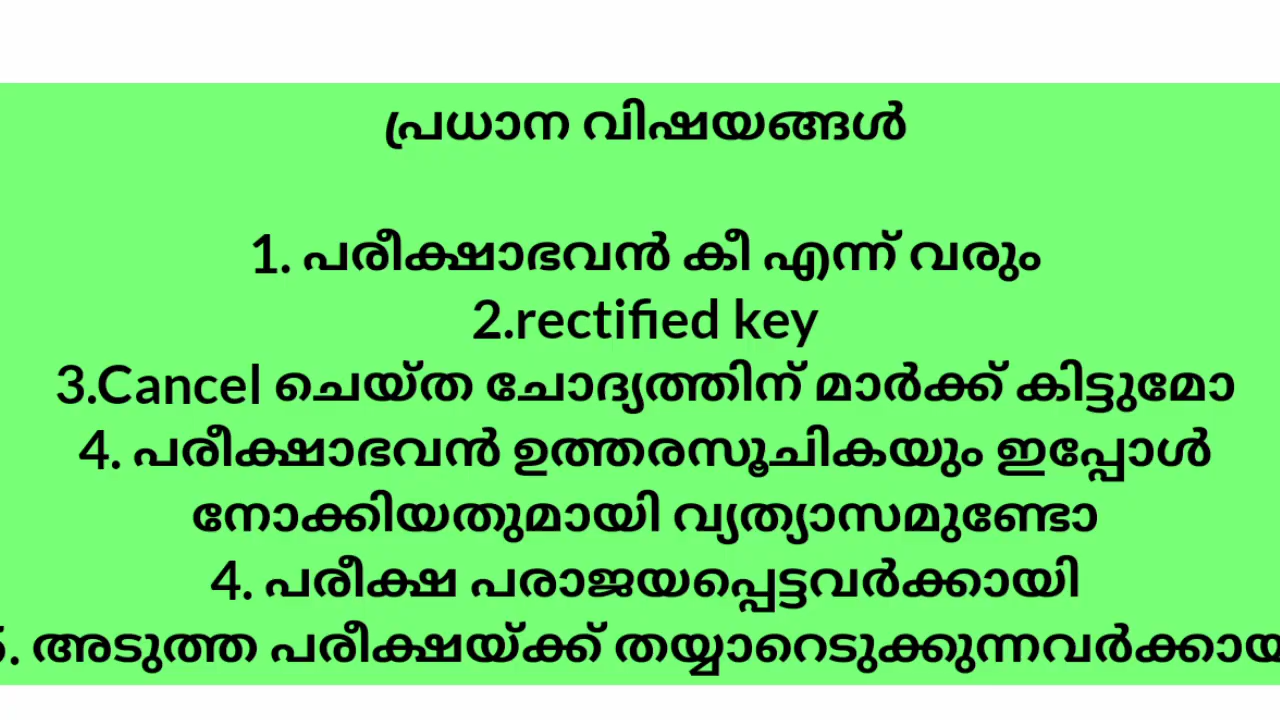 പ്രധാന വിഷയങ്ങൾ
1. പരീക്ഷാഭവൻ കീ എന്ന് വരും
2.rectified key
3.Cancel ചെയ്ത ചോദ്യത്തിന് മാർക്ക് കിട്ടുമോ
4. പരീക്ഷാഭവൻ ഉത്തരസൂചികയും ഇപ്പോൾ
നോക്കിയതുമായി വ്യത്യാസമുണ്ടോ
4. പരീക്ഷ പരാജയപ്പെട്ടവർക്കായി
5. അടുത്ത പരീക്ഷയ്ക്ക് തയ്യാറെടുക്കുന്നവർക്കായ